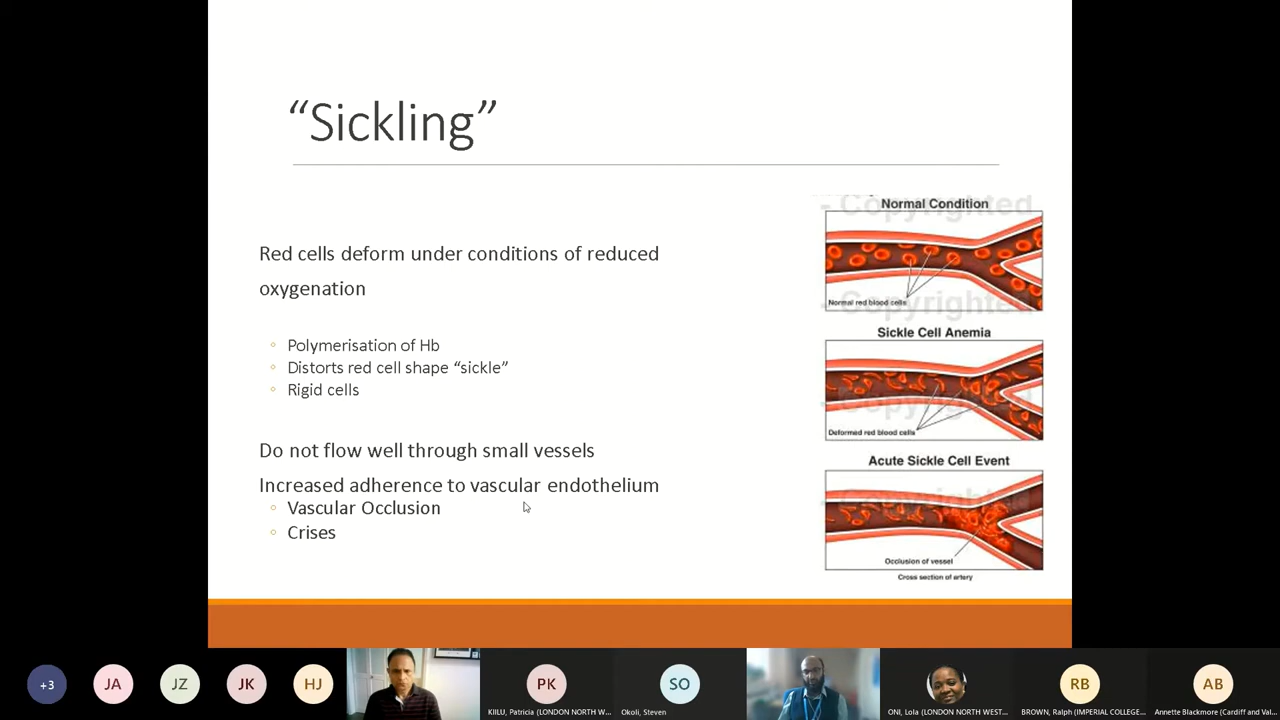 “Sickling”
Red cells deform under conditions of reduced
oxygenation
◦ Polymerisation of Hb
◦ Distorts red cell shape “sickle”
◦ Rigid cells
Do not flow well through small vessels
Increased adherence to vascular endothelium
◦ Vascular Occlusion
◦ Crises
- Copyrighted
Normal Condition
Normal red blood cells
- Copyrighted
Sickle Cell Anemia
- Copyrighted
Deformed red blood cells
Acute Sickle Cell Event
- Copyrighted
Occlusion of vessel
Cross section of artery
+3
JA
JZ
JK
HJ
PK
KIILU, Patricia (LONDON NORTH W...
SO
Okoli, Steven
ONI, Lola (LONDON NORTH WEST...
RB
BROWN, Ralph (IMPERIAL COLLEGE...
AB
Annette Blackmore (Cardiff and Val...